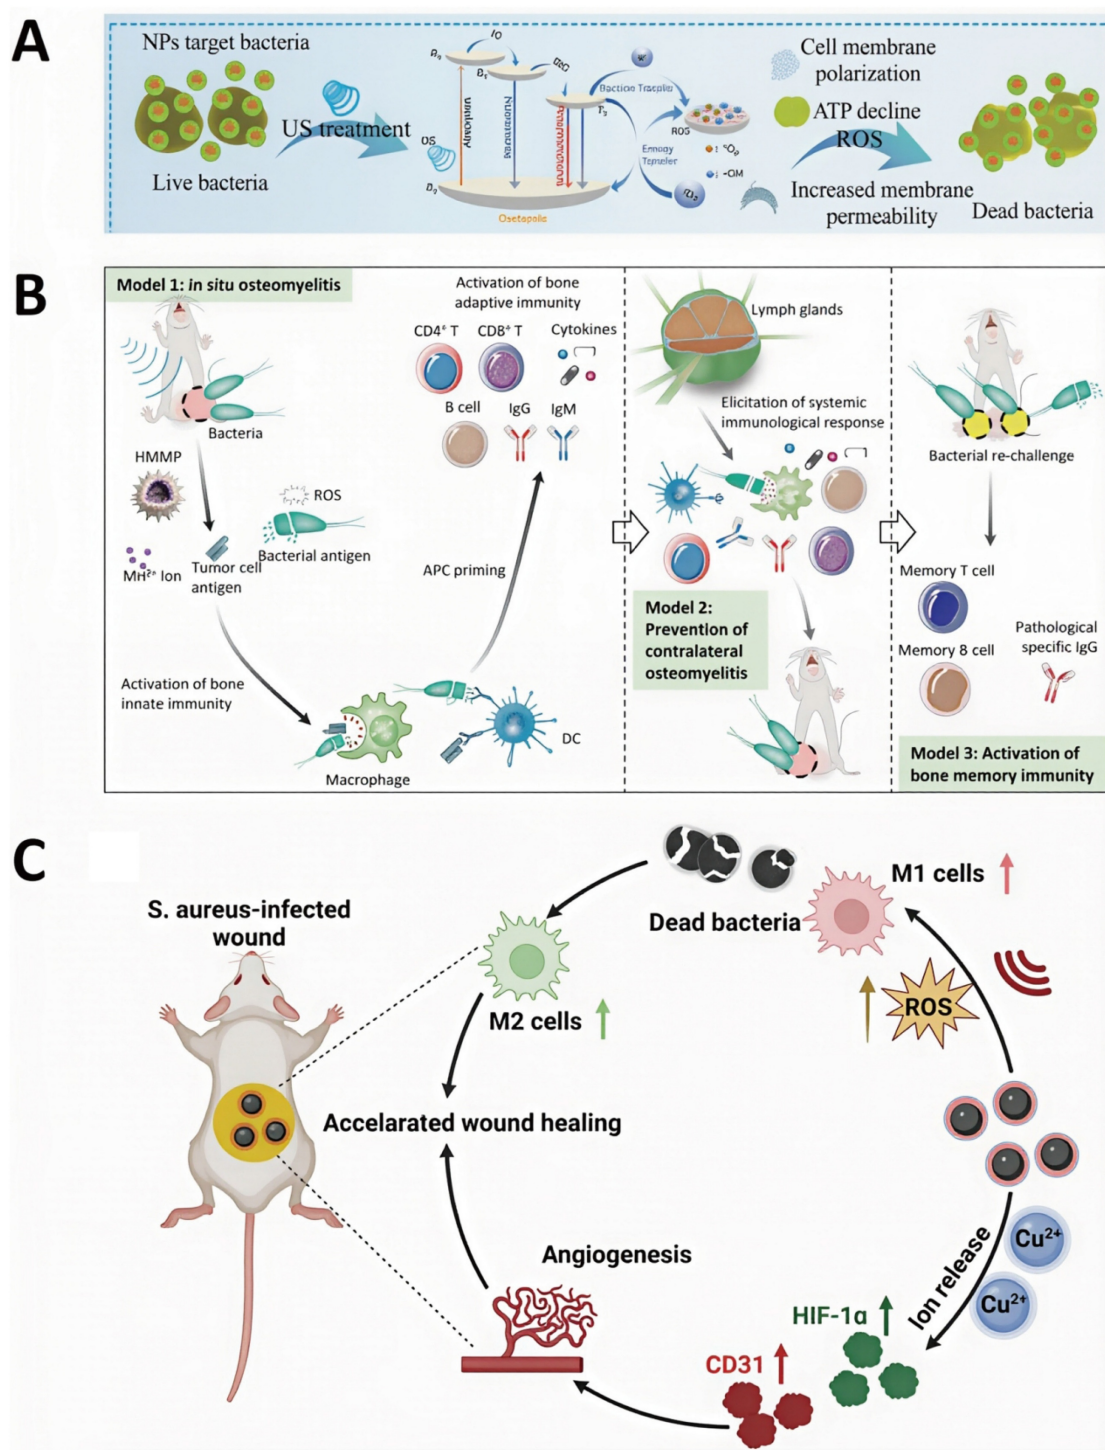 A
NPs target bacteria
US treatment
Live bacteria
US
ROS
Cell membrane
polarization
ATP decline
ROS
Increased membrane
permeability
Dead bacteria
B
Model 1: in situ osteomyelitis
Bacteria
HMMP
ROS
Bacterial antigen
Ion
Tumor cell
antigen
Activation of bone
innate immunity
Macrophage
DC
APC priming
Activation of bone
adaptive immunity
CD4⁺ T
CD8⁺ T
Cytokines
B cell
IgG
IgM
Lymph glands
Elicitation of systemic
immunological response
Model 2:
Prevention of
contralateral
osteomyelitis
Bacterial re-challenge
Memory T cell
Memory B cell
Pathological
specific IgG
Model 3: Activation of
bone memory immunity
C
S. aureus-infected
wound
Dead bacteria
M1 cells
M2 cells
ROS
Accelarated wound healing
Angiogenesis
Ion release
Cu²⁺
Cu²⁺
HIF-1α
CD31